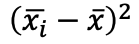 (x̅ᵢ − x̅)²